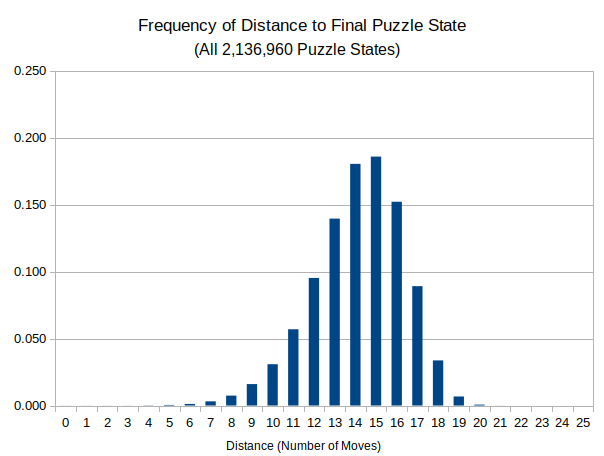 Frequency of Distance to Final Puzzle State
(All 2,136,960 Puzzle States)
0.250
0.200
0.150
0.100
0.050
0.000
0 1 2 3 4 5 6 7 8 9 10 11 12 13 14 15 16 17 18 19 20 21 22 23 24 25
Distance (Number of Moves)